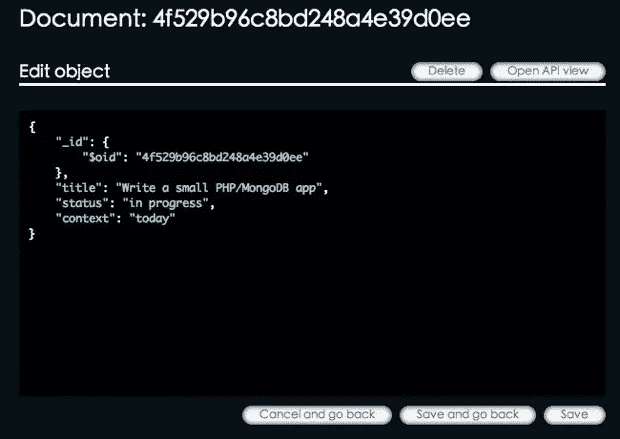 Document: 4f529b96c8bd248a4e39d0ee
Edit object
Delete
Open API view
{
"_id": {
"$oid": "4f529b96c8bd248a4e39d0ee"
},
"title": "Write a small PHP/MongoDB app",
"status": "in progress",
"context": "today"
}
Cancel and go back
Save and go back
Save